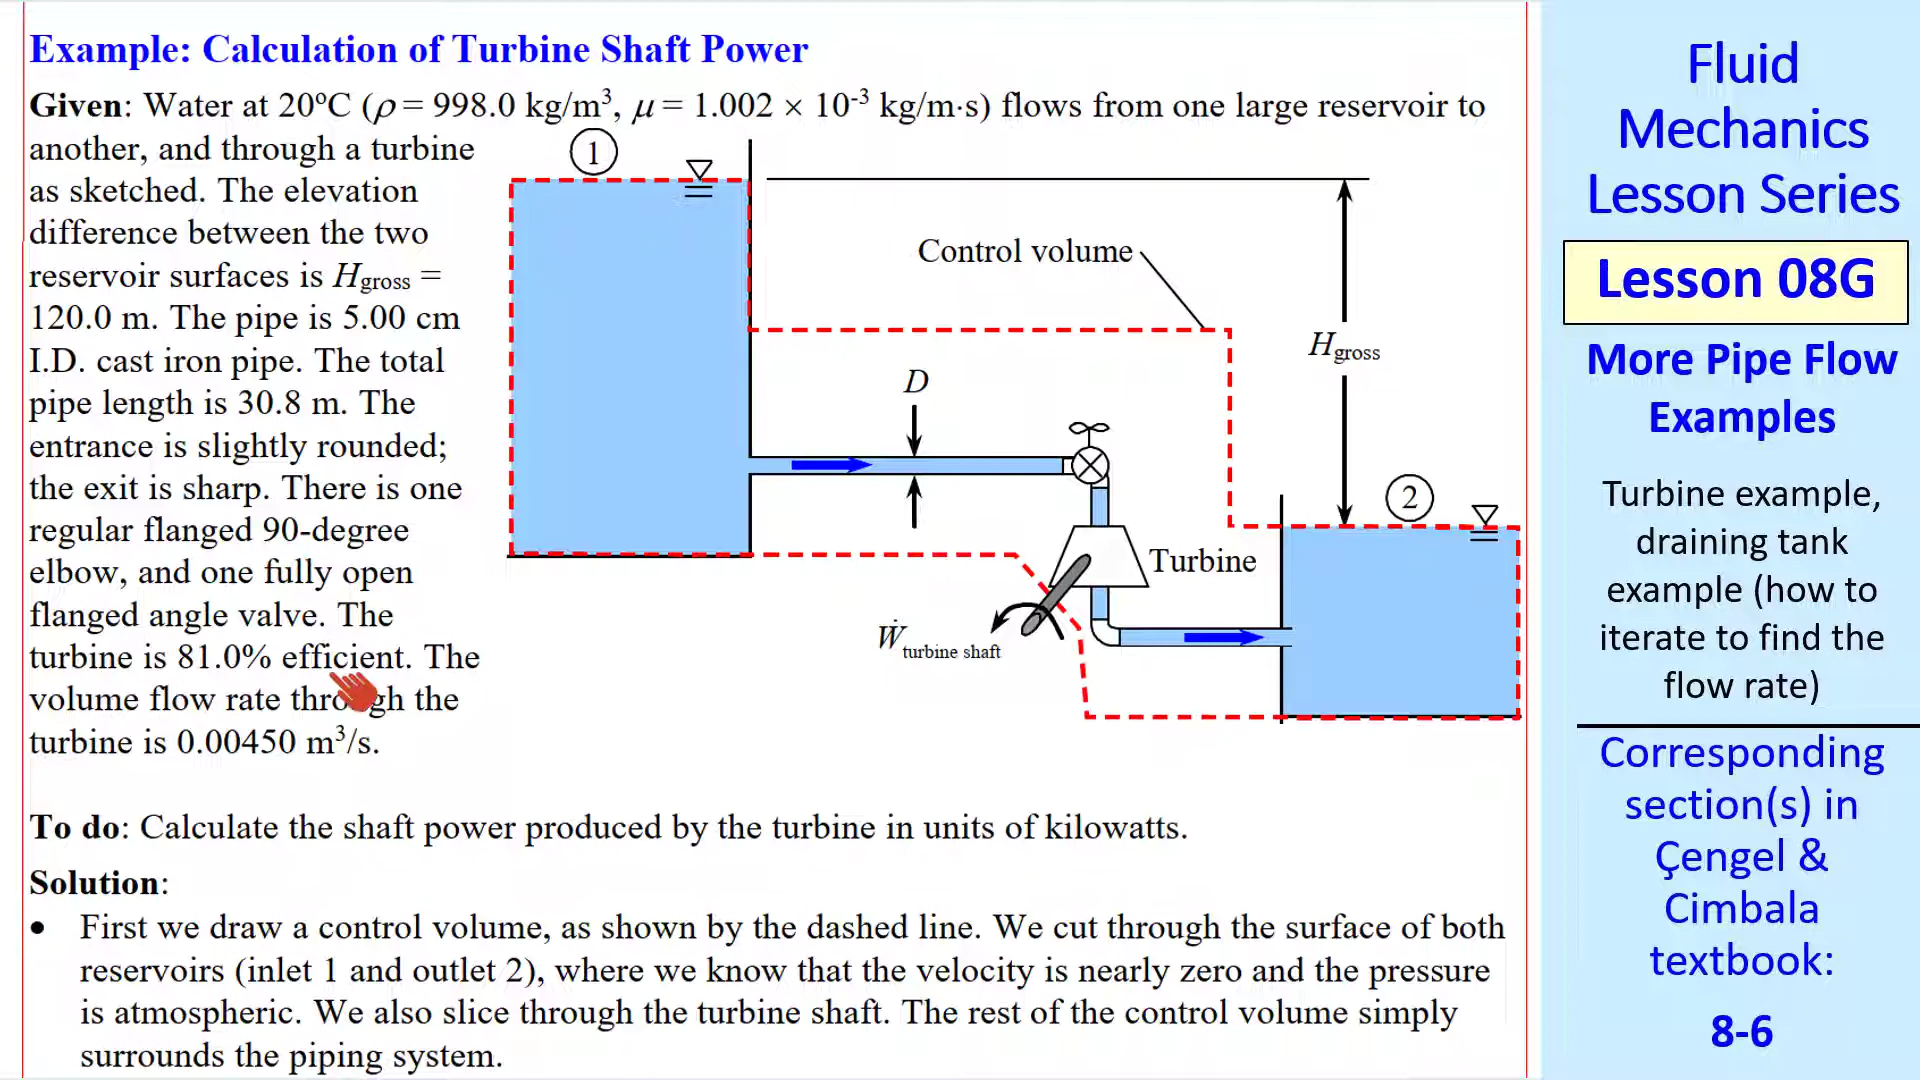 Example: Calculation of Turbine Shaft Power
Given: Water at 20ºC (ρ = 998.0 kg/m³, μ = 1.002 × 10⁻³ kg/m·s) flows from one large reservoir to
another, and through a turbine
as sketched. The elevation
difference between the two
reservoir surfaces is Hgross =
120.0 m. The pipe is 5.00 cm
I.D. cast iron pipe. The total
pipe length is 30.8 m. The
entrance is slightly rounded;
the exit is sharp. There is one
regular flanged 90-degree
elbow, and one fully open
flanged angle valve. The
turbine is 81.0% efficient. The
volume flow rate through the
turbine is 0.00450 m³/s.
1
Control volume
Hgross
D
2
Turbine
Ẇturbine shaft
To do: Calculate the shaft power produced by the turbine in units of kilowatts.
Solution:
• First we draw a control volume, as shown by the dashed line. We cut through the surface of both
reservoirs (inlet 1 and outlet 2), where we know that the velocity is nearly zero and the pressure
is atmospheric. We also slice through the turbine shaft. The rest of the control volume simply
surrounds the piping system.
Fluid
Mechanics
Lesson Series
Lesson 08G
More Pipe Flow
Examples
Turbine example,
draining tank
example (how to
iterate to find the
flow rate)
Corresponding
section(s) in
Çengel &
Cimbala
textbook:
8-6